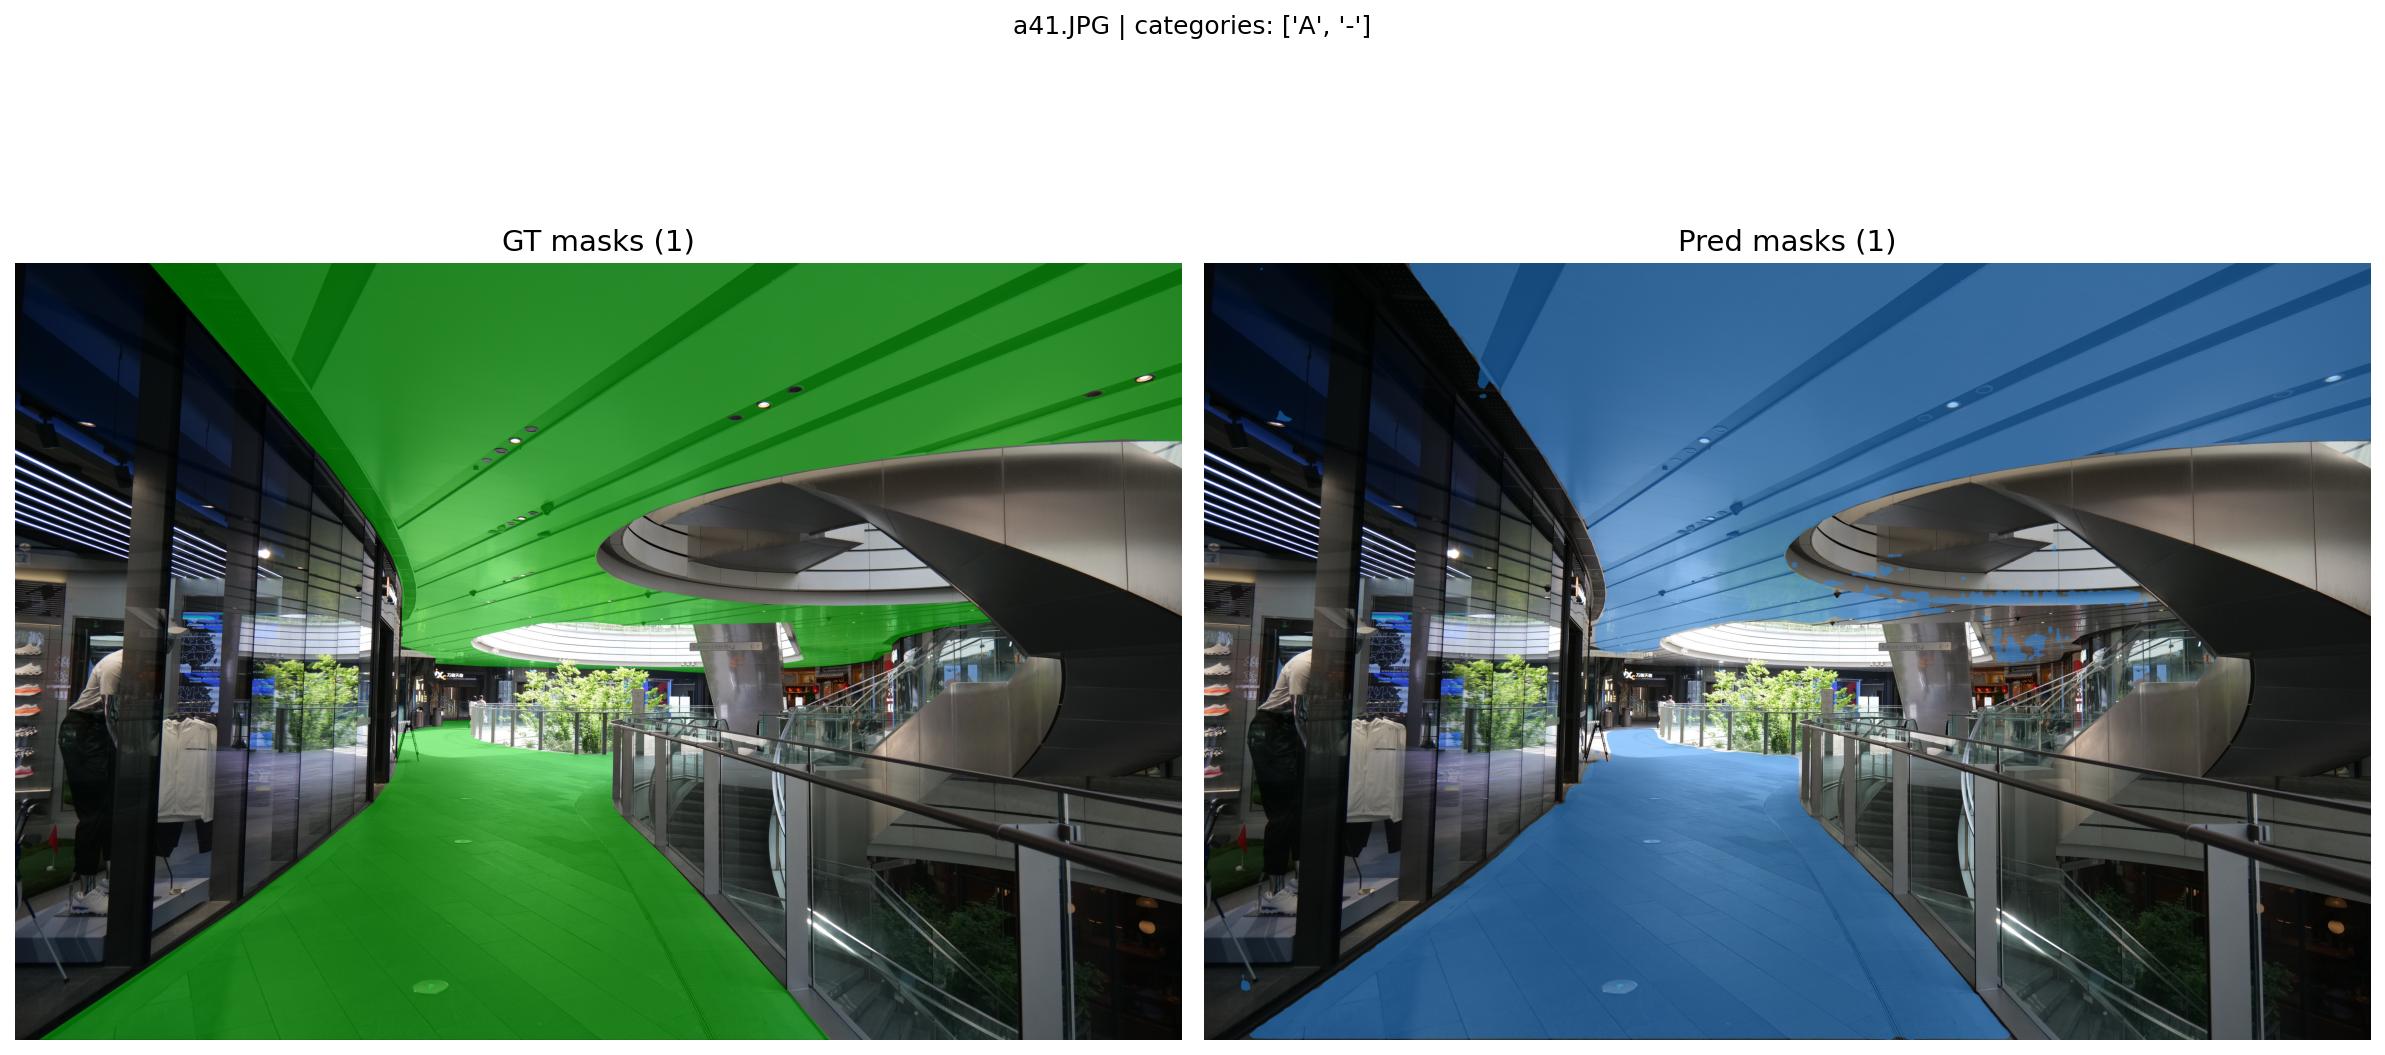 a41.JPG | categories: ['A', '-']
GT masks (1)
Pred masks (1)